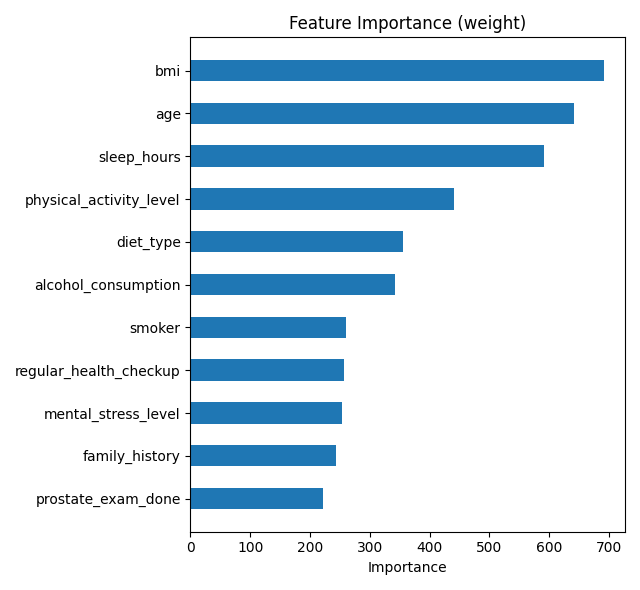 Feature Importance (weight)
bmi
age
sleep_hours
physical_activity_level
diet_type
alcohol_consumption
smoker
regular_health_checkup
mental_stress_level
family_history
prostate_exam_done
0 100 200 300 400 500 600 700
Importance